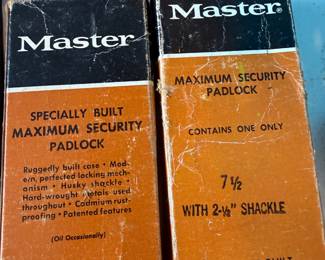 Master
SPECIALLY BUILT
MAXIMUM SECURITY
PADLOCK
Ruggedly built case • Mod-
ern, perfected locking mech-
anism • Husky shackle •
Hard-wrought metals used
throughout • Cadmium rust-
proofing • Patented features
(Oil Occasionally)
Master
MAXIMUM SECURITY
PADLOCK
CONTAINS ONE ONLY
7 1/2
WITH 2-1/2" SHACKLE
BUILT